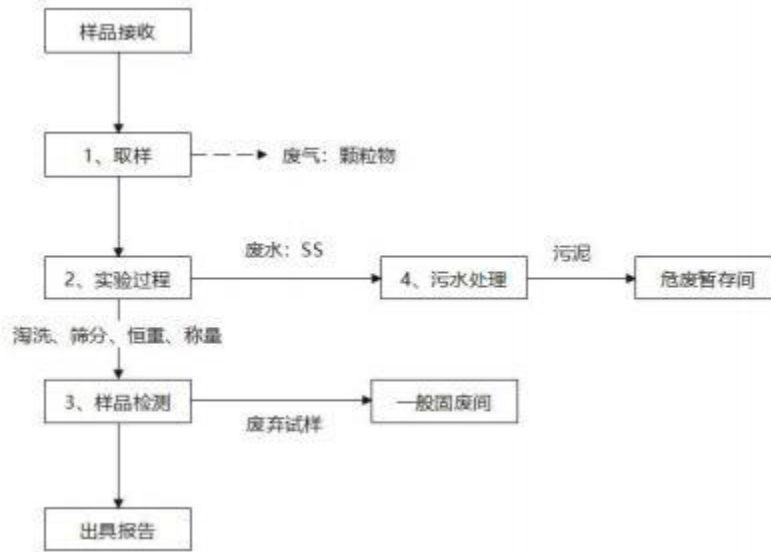 样品接收
1、取样
废气：颗粒物
废水：SS
污泥
2、实验过程
4、污水处理
危废暂存间
淘洗、筛分、恒重、称量
3、样品检测
一般固废间
废弃试样
出具报告